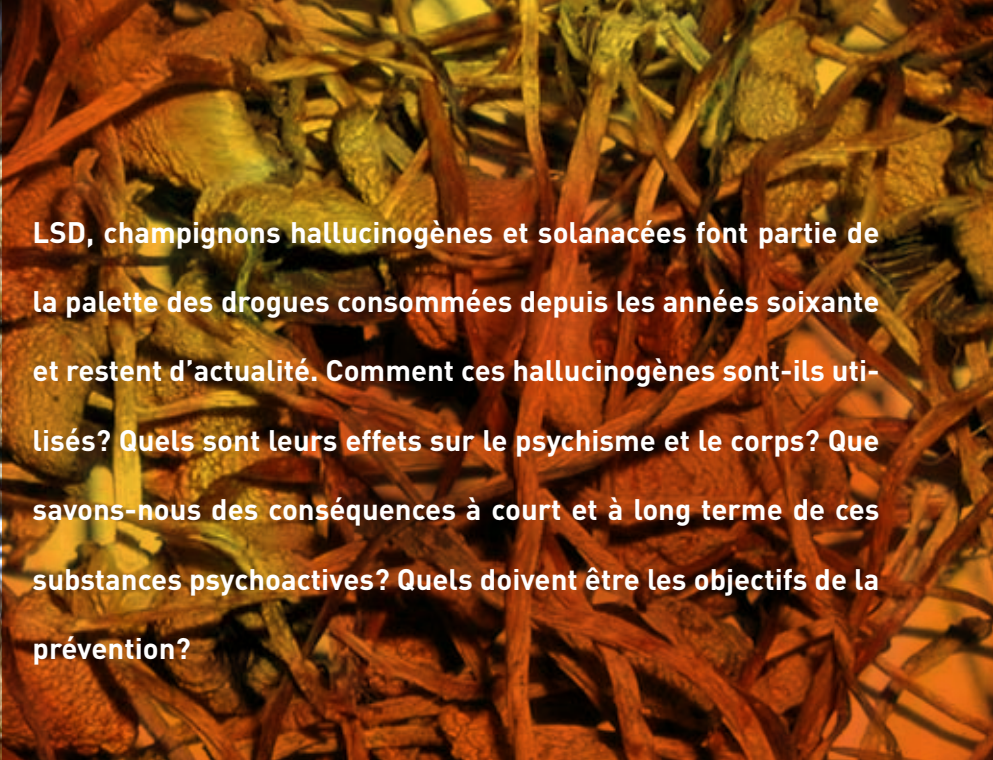 LSD, champignons hallucinogènes et solanacées font partie de
la palette des drogues consommées depuis les années soixante
et restent d’actualité. Comment ces hallucinogènes sont-ils uti-
lisés? Quels sont leurs effets sur le psychisme et le corps? Que
savons-nous des conséquences à court et à long terme de ces
substances psychoactives? Quels doivent être les objectifs de la
prévention?